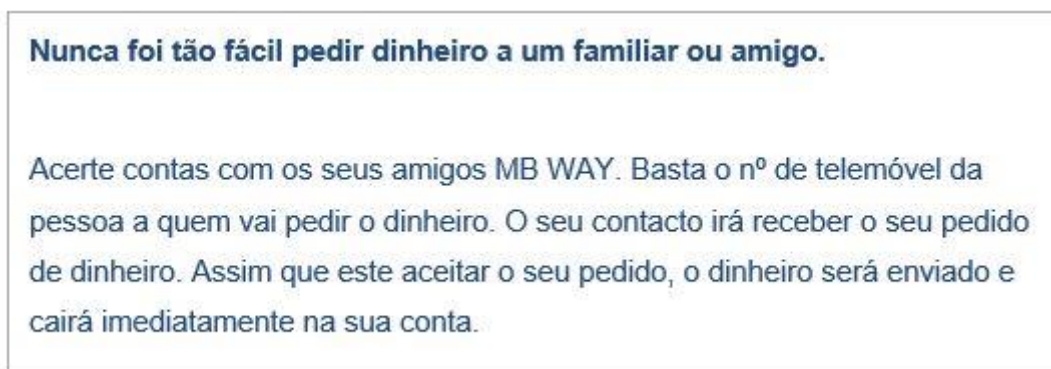 Nunca foi tão fácil pedir dinheiro a um familiar ou amigo.
Acerte contas com os seus amigos MB WAY. Basta o nº de telemóvel da
pessoa a quem vai pedir o dinheiro. O seu contacto irá receber o seu pedido
de dinheiro. Assim que este aceitar o seu pedido, o dinheiro será enviado e
cairá imediatamente na sua conta.